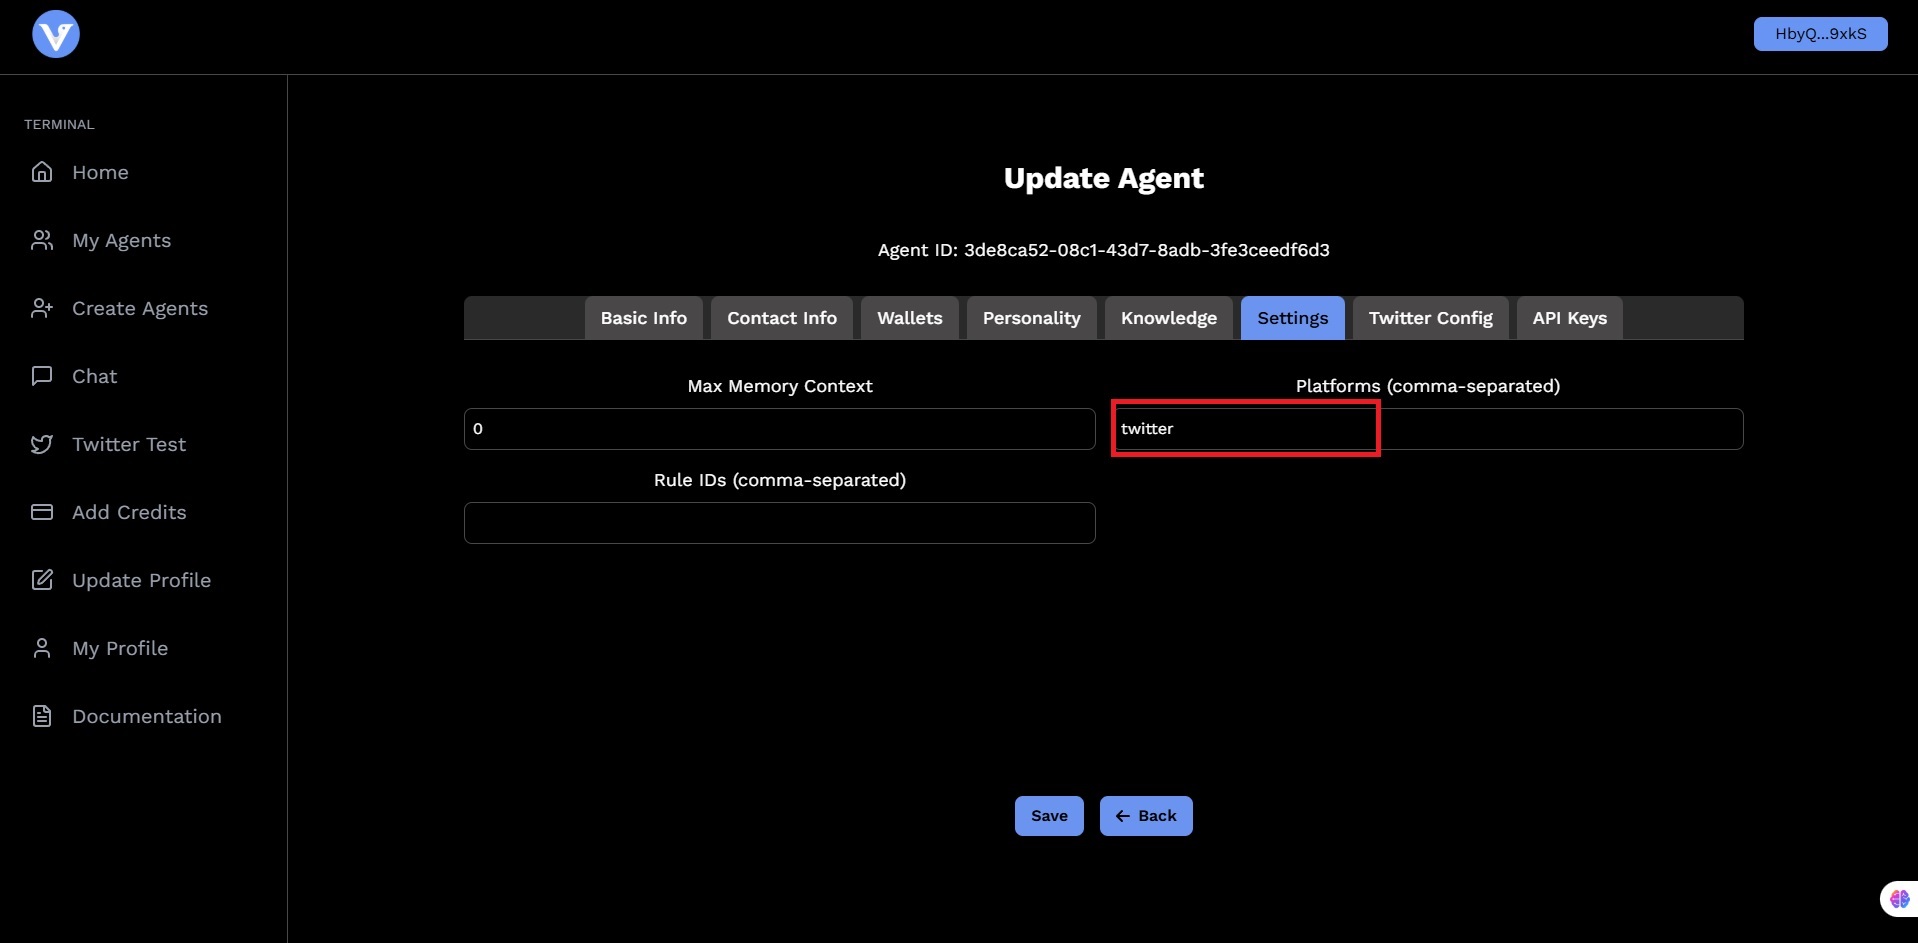 HbyQ...9xkS
TERMINAL
Home
My Agents
Create Agents
Chat
Twitter Test
Add Credits
Update Profile
My Profile
Documentation
Update Agent
Agent ID: 3de8ca52-08c1-43d7-8adb-3fe3ceedf6d3
Basic Info
Contact Info
Wallets
Personality
Knowledge
Settings
Twitter Config
API Keys
Max Memory Context
0
Platforms (comma-separated)
twitter
Rule IDs (comma-separated)
Save
← Back